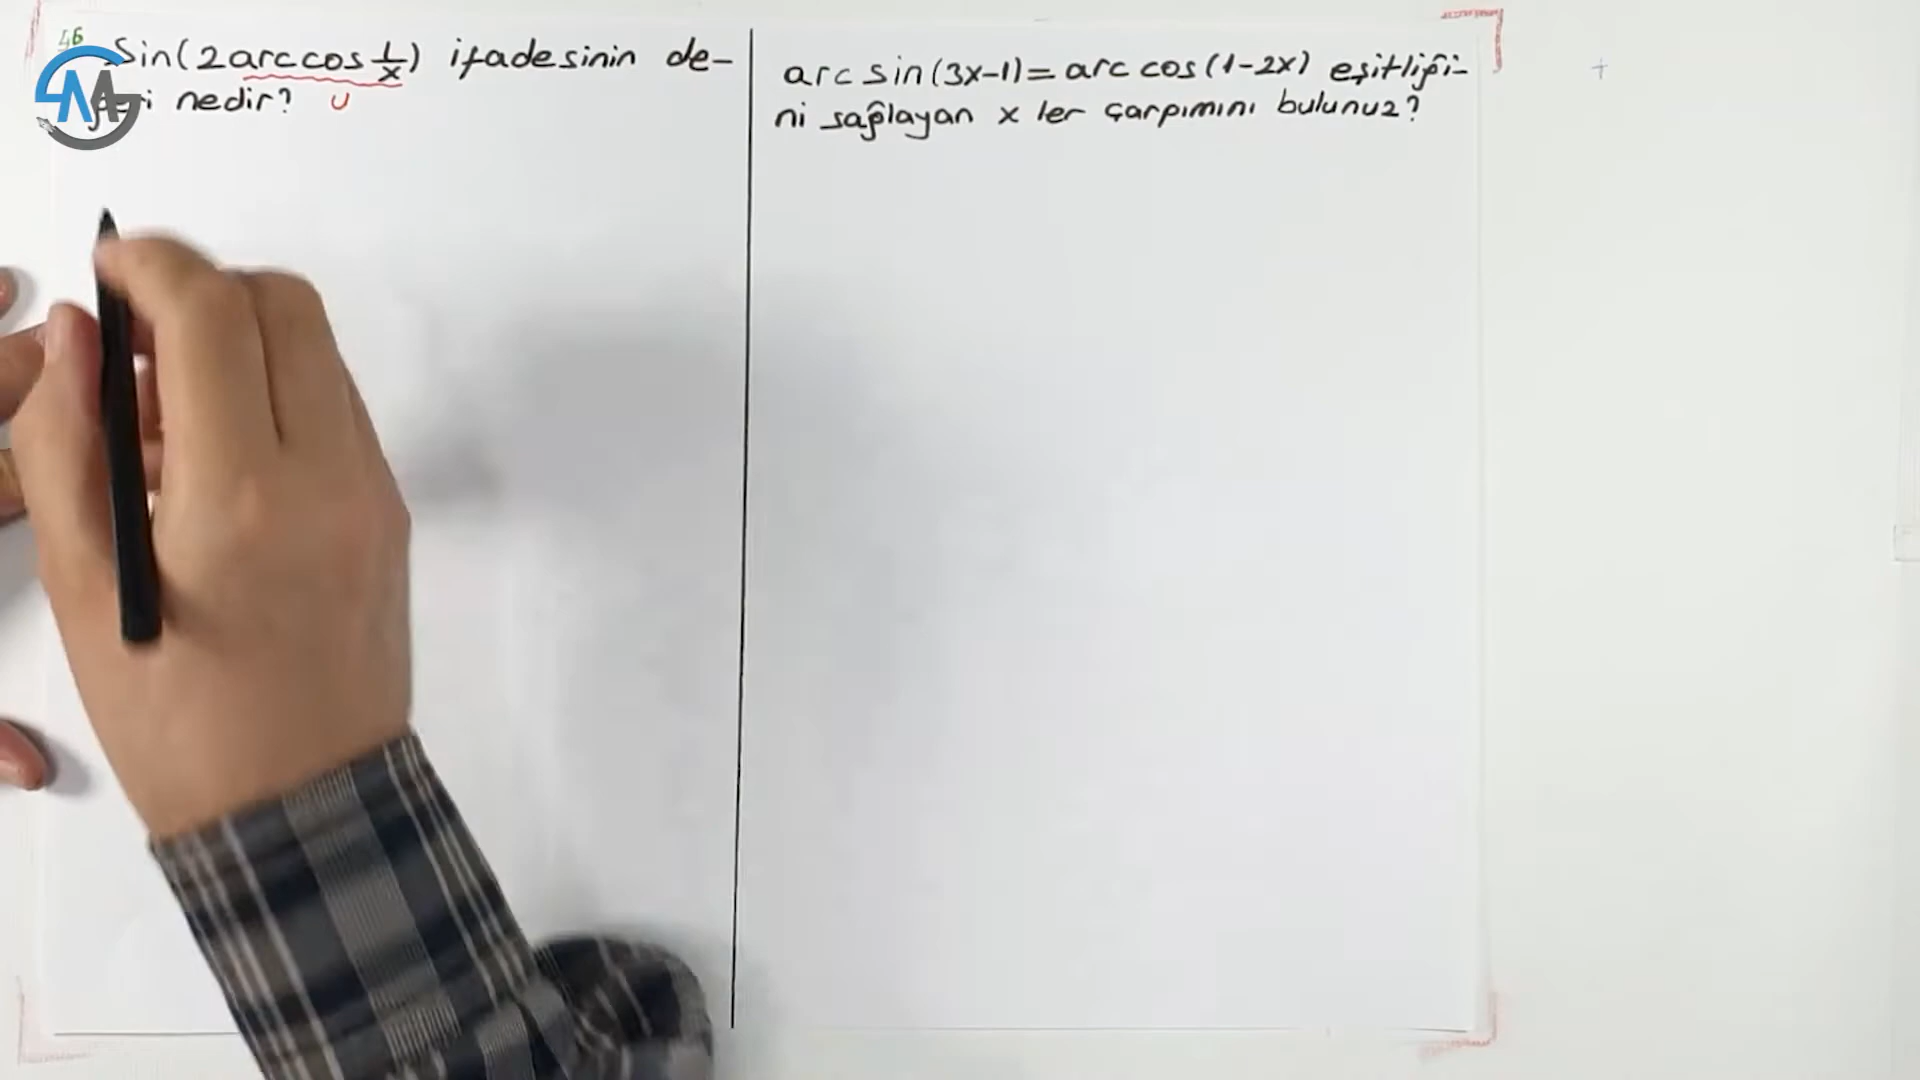 46
Sin(2arccos 1/x) ifadesinin de-
ğeri nedir? u
arcsin(3x-1)=arccos(1-2x) eşitliği-
ni sağlayan x ler çarpımını bulunuz?